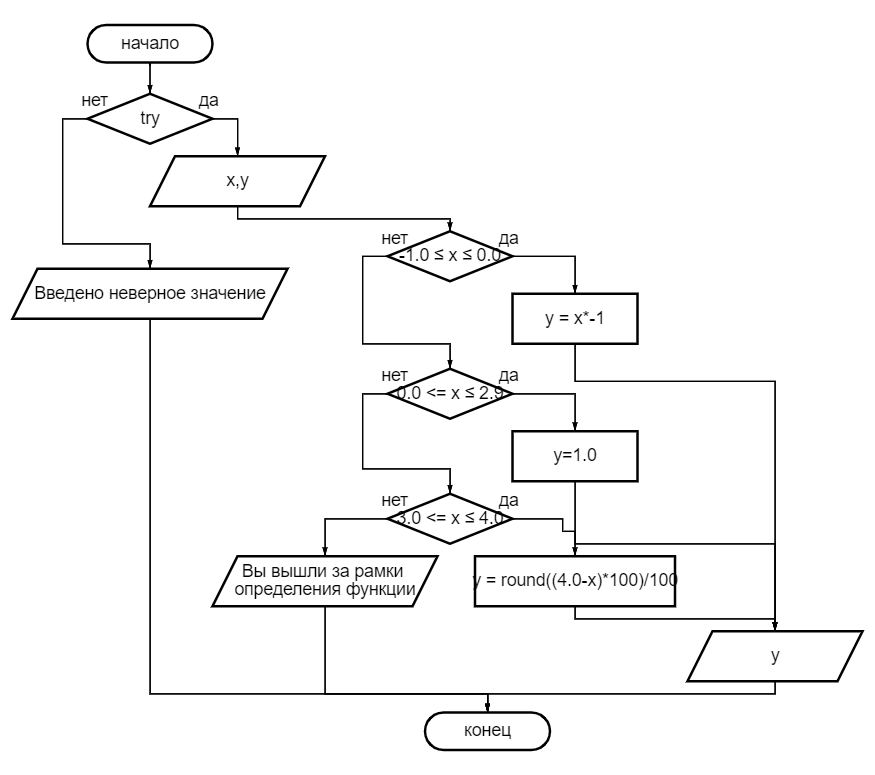 начало
нет
да
try
x,y
нет
да
-1.0 ≤ x ≤ 0.0
Введено неверное значение
y = x*-1
нет
да
0.0 <= x ≤ 2.9
y=1.0
нет
да
3.0 <= x ≤ 4.0
Вы вышли за рамки
определения функции
y = round((4.0-x)*100)/100
y
конец